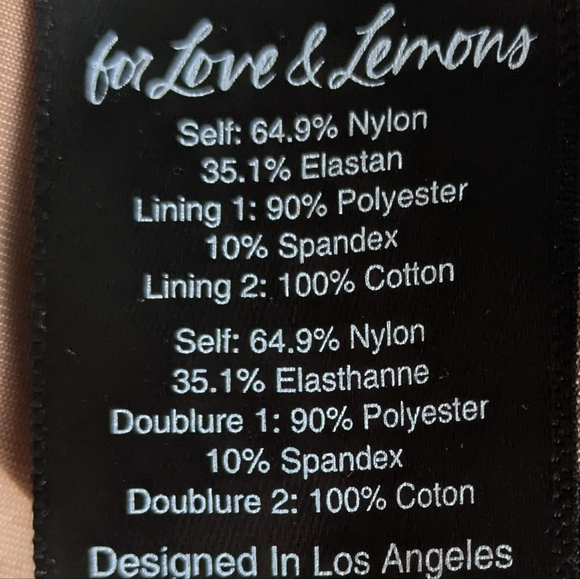 for Love & Lemons
Self: 64.9% Nylon
35.1% Elastan
Lining 1: 90% Polyester
10% Spandex
Lining 2: 100% Cotton
Self: 64.9% Nylon
35.1% Elasthanne
Doublure 1: 90% Polyester
10% Spandex
Doublure 2: 100% Coton
Designed In Los Angeles